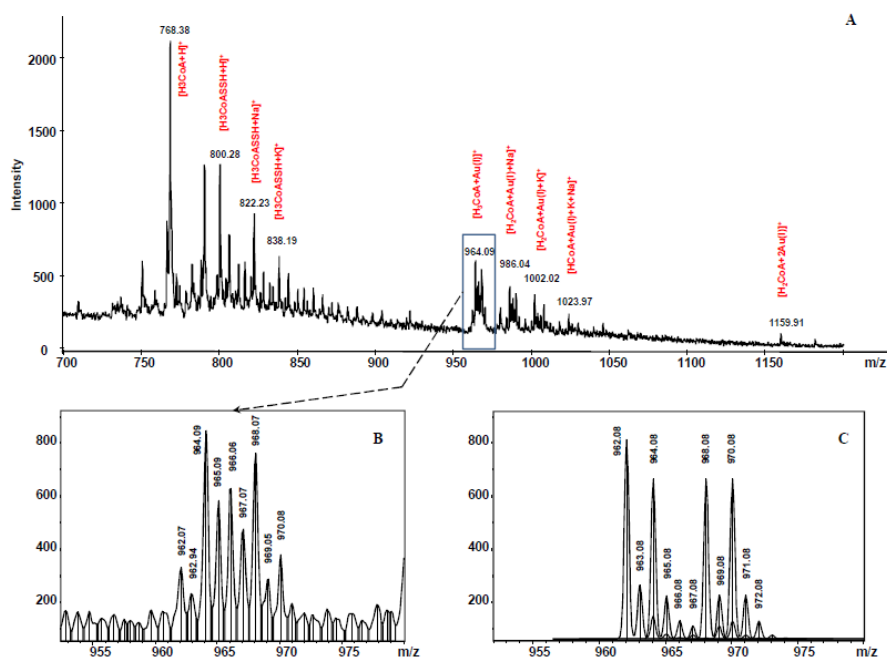 A
768.38
[H3CoA+H]⁺
[H3CoASSH+H]⁺
[H3CoASSH+Na]⁺
[H3CoASSH+K]⁺
[H₂CoA+Au(I)]⁺
[H₂CoA+Au(I)+Na]⁺
[H₂CoA+Au(I)+K]⁺
[HCoA+Au(I)+K+Na]⁺
[H₂CoA+2Au(I)]⁺
800.28
822.23
838.19
964.09
986.04
1002.02
1023.97
1159.91
Intensity
2000
1500
1000
500
0
700 750 800 850 900 950 1000 1050 1100 1150 m/z
B
800
600
400
200
962.07
962.94
964.09
965.09
966.06
967.07
968.07
969.05
970.08
955 960 965 970 975 m/z
C
800
600
400
200
962.08
963.08
964.08
965.08
966.08
967.08
968.08
969.08
970.08
971.08
972.08
955 960 965 970 975 m/z